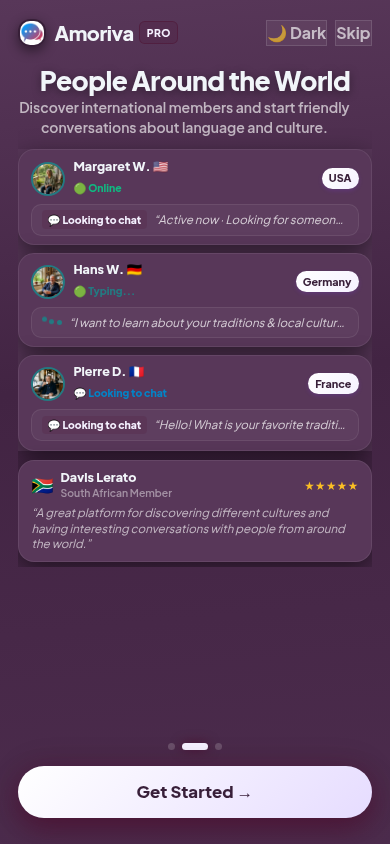 Amoriva PRO 🌙 Dark Skip
People Around the World
Discover international members and start friendly
conversations about language and culture.
Margaret W. 🇺🇸
🟢 Online
USA
💬 Looking to chat "Active now · Looking for someon...
Hans W. 🇩🇪
🟢 Typing...
Germany
"I want to learn about your traditions & local cultur...
Pierre D. 🇫🇷
💬 Looking to chat
France
💬 Looking to chat "Hello! What is your favorite traditi...
🇿🇦 Davis Lerato
South African Member
★★★★★
"A great platform for discovering different cultures and
having interesting conversations with people from around
the world."
Get Started →